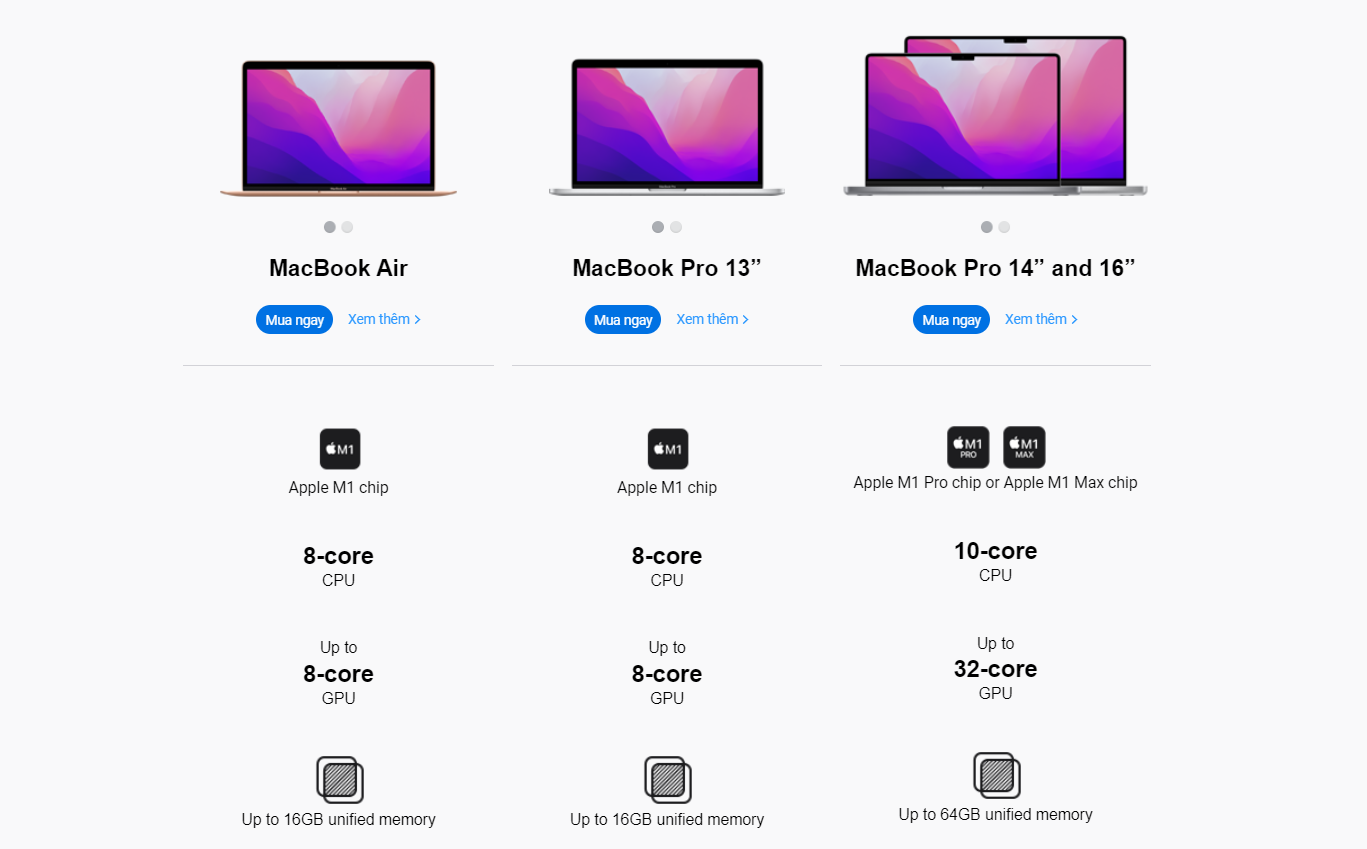 MacBook Air
Mua ngay
Xem thêm >
M1
Apple M1 chip
8-core
CPU
Up to
8-core
GPU
Up to 16GB unified memory
MacBook Pro 13”
Mua ngay
Xem thêm >
M1
Apple M1 chip
8-core
CPU
Up to
8-core
GPU
Up to 16GB unified memory
MacBook Pro 14” and 16”
Mua ngay
Xem thêm >
M1
PRO
M1
MAX
Apple M1 Pro chip or Apple M1 Max chip
10-core
CPU
Up to
32-core
GPU
Up to 64GB unified memory